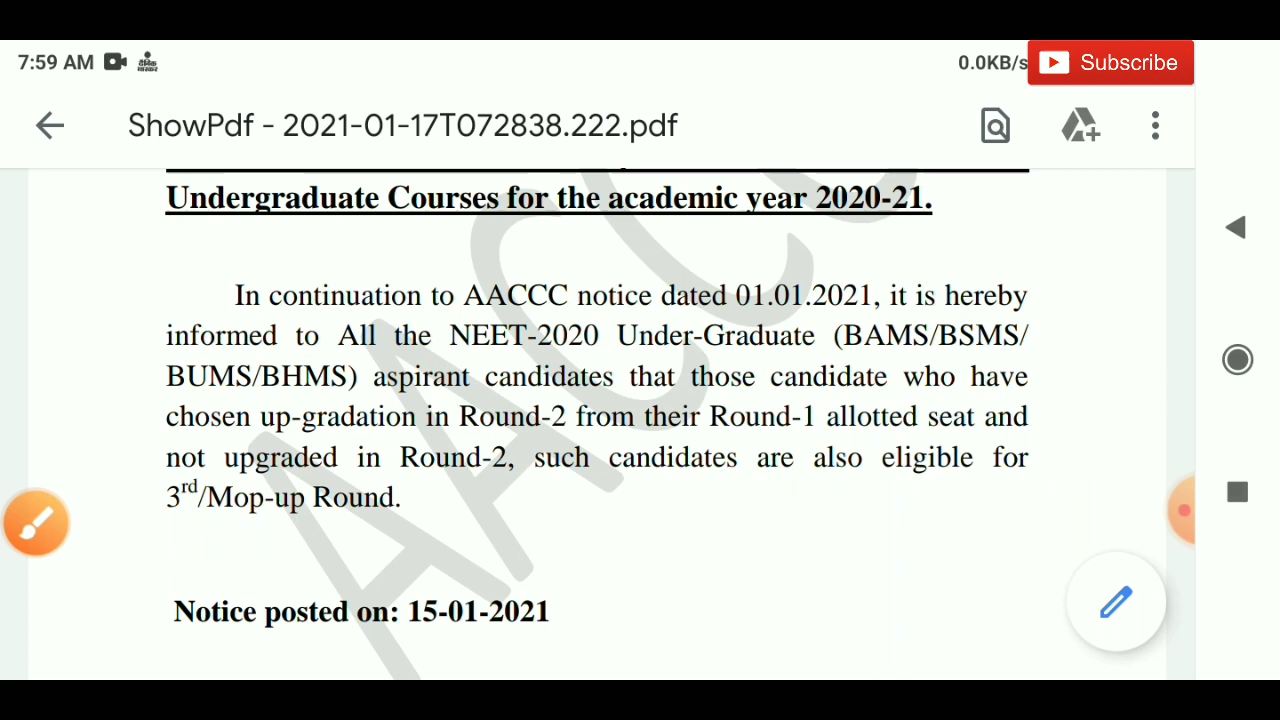 7:59 AM
0.0KB/s
Subscribe
ShowPdf - 2021-01-17T072838.222.pdf
Undergraduate Courses for the academic year 2020-21.
In continuation to AACCC notice dated 01.01.2021, it is hereby
informed to All the NEET-2020 Under-Graduate (BAMS/BSMS/
BUMS/BHMS) aspirant candidates that those candidate who have
chosen up-gradation in Round-2 from their Round-1 allotted seat and
not upgraded in Round-2, such candidates are also eligible for
3rd/Mop-up Round.
Notice posted on: 15-01-2021
AACCC